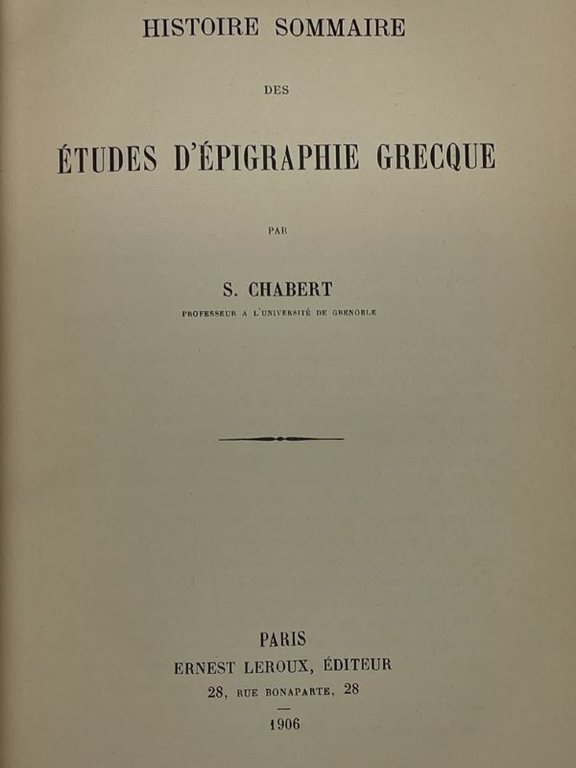 HISTOIRE SOMMAIRE
DES
ÉTUDES D'ÉPIGRAPHIE GRECQUE
PAR
S. CHABERT
PROFESSEUR A L'UNIVERSITÉ DE GRENOBLE
PARIS
ERNEST LEROUX, ÉDITEUR
28, RUE BONAPARTE, 28
1906